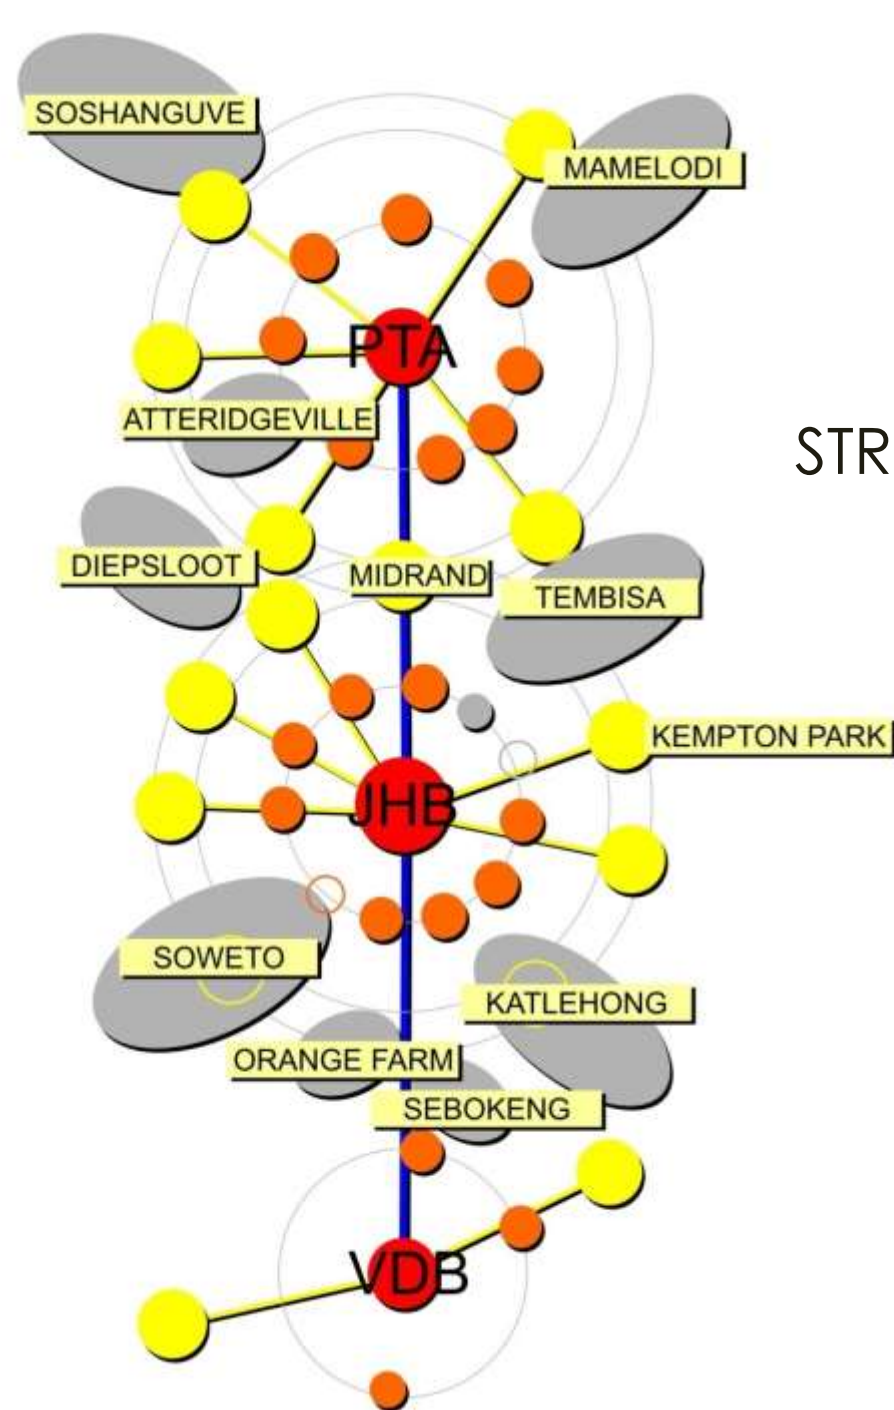 SOSHANGUVE
MAMELODI
PTA
ATTERIDGEVILLE
STR
DIEPSLOOT
MIDRAND
TEMBISA
KEMPTON PARK
JHB
SOWETO
KATLEHONG
ORANGE FARM
SEBOKENG
VDB